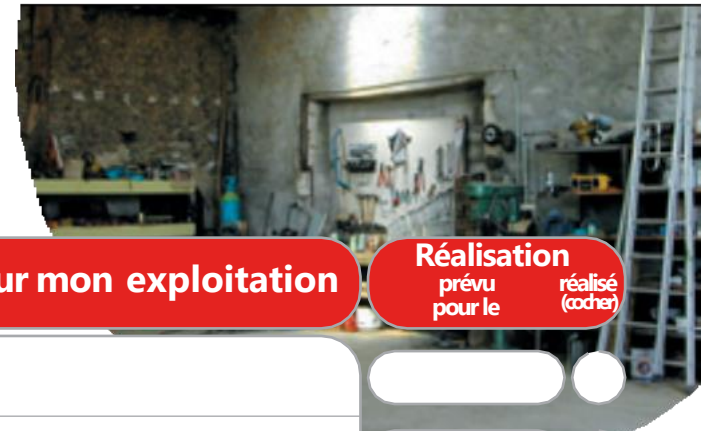 ur mon exploitation
Réalisation
prévu
pour le
réalisé
(cocher)